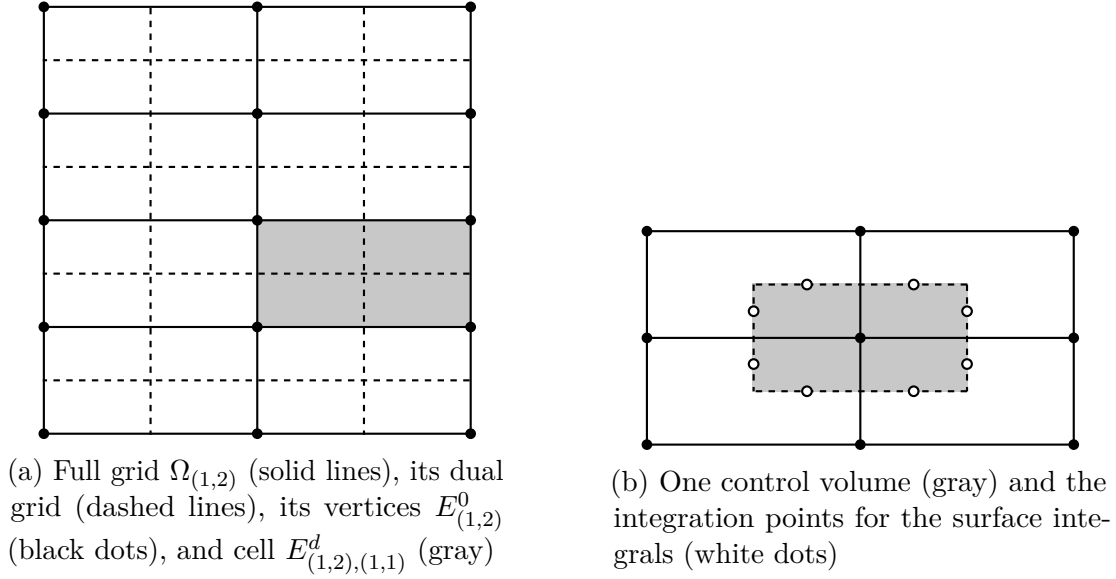 (a) Full grid Ω_{(1,2)} (solid lines), its dual
grid (dashed lines), its vertices E^0_{(1,2)}
(black dots), and cell E^d_{(1,2),(1,1)} (gray)
(b) One control volume (gray) and the
integration points for the surface inte-
grals (white dots)